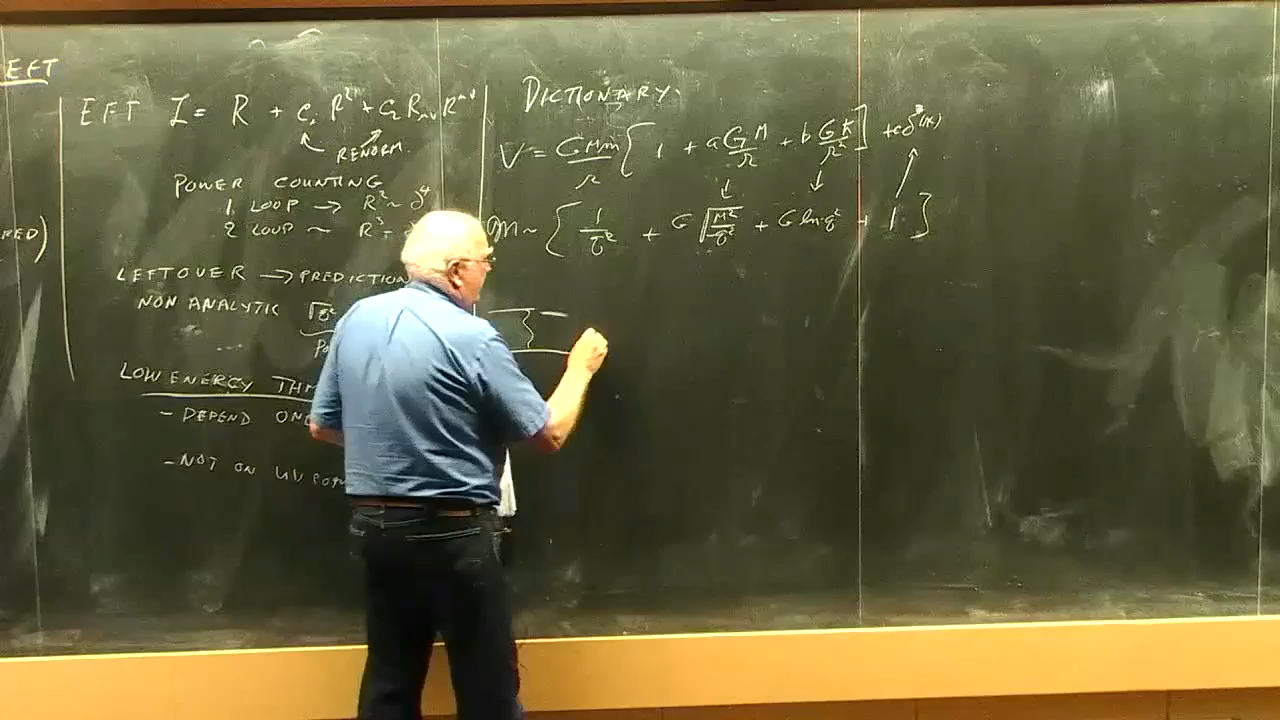 EFT
RED)
EFT L = R + c₁ R² + c₂ Rμν Rμν
RENORM.
POWER COUNTING
1 LOOP → R² ~ ∂⁴
2 LOOP ~ R³ ~
LEFTOVER → PREDICTION
NON ANALYTIC √q²
LOW ENERGY THM
- DEPEND ON
- NOT ON UV
DICTIONARY.
V = GMm/r { 1 + a GM/r + b Għ/r² ] + c δ³(x)
M ~ { 1/q² + G √(M²/q²) + G ln q² + 1 }